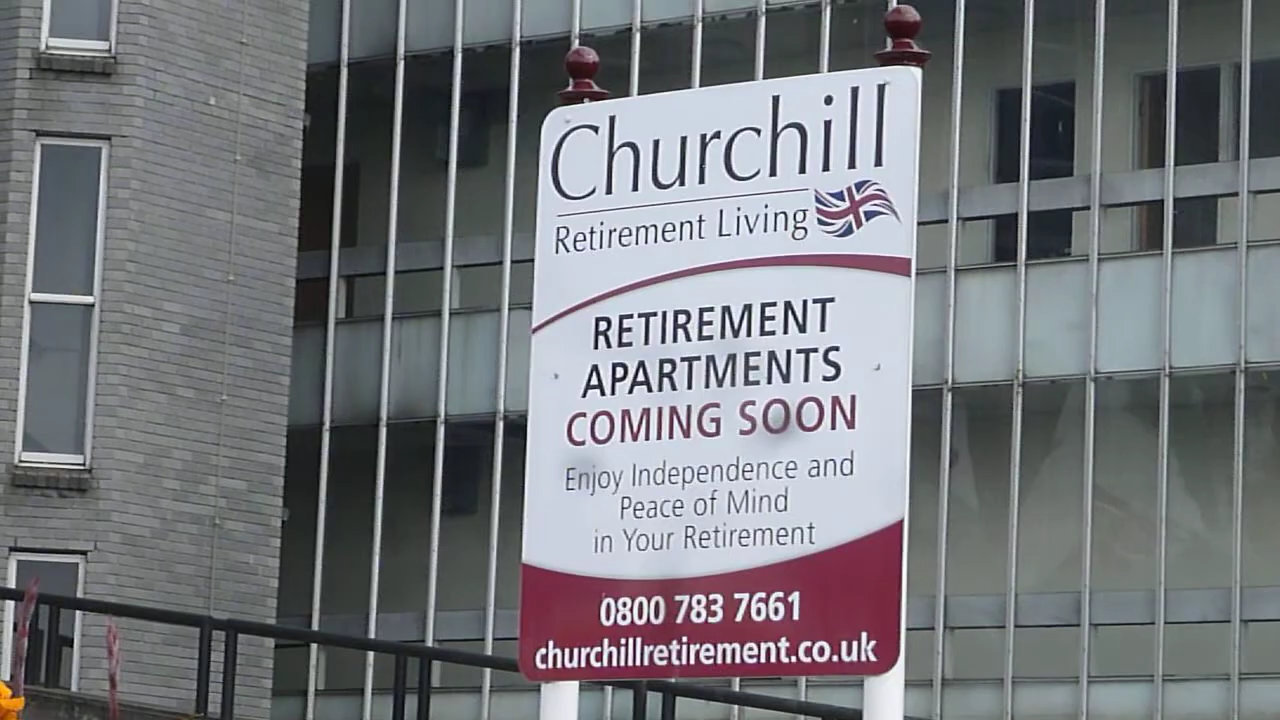 Churchill
Retirement Living
RETIREMENT
APARTMENTS
COMING SOON
Enjoy Independence and
Peace of Mind
in Your Retirement
0800 783 7661
churchillretirement.co.uk